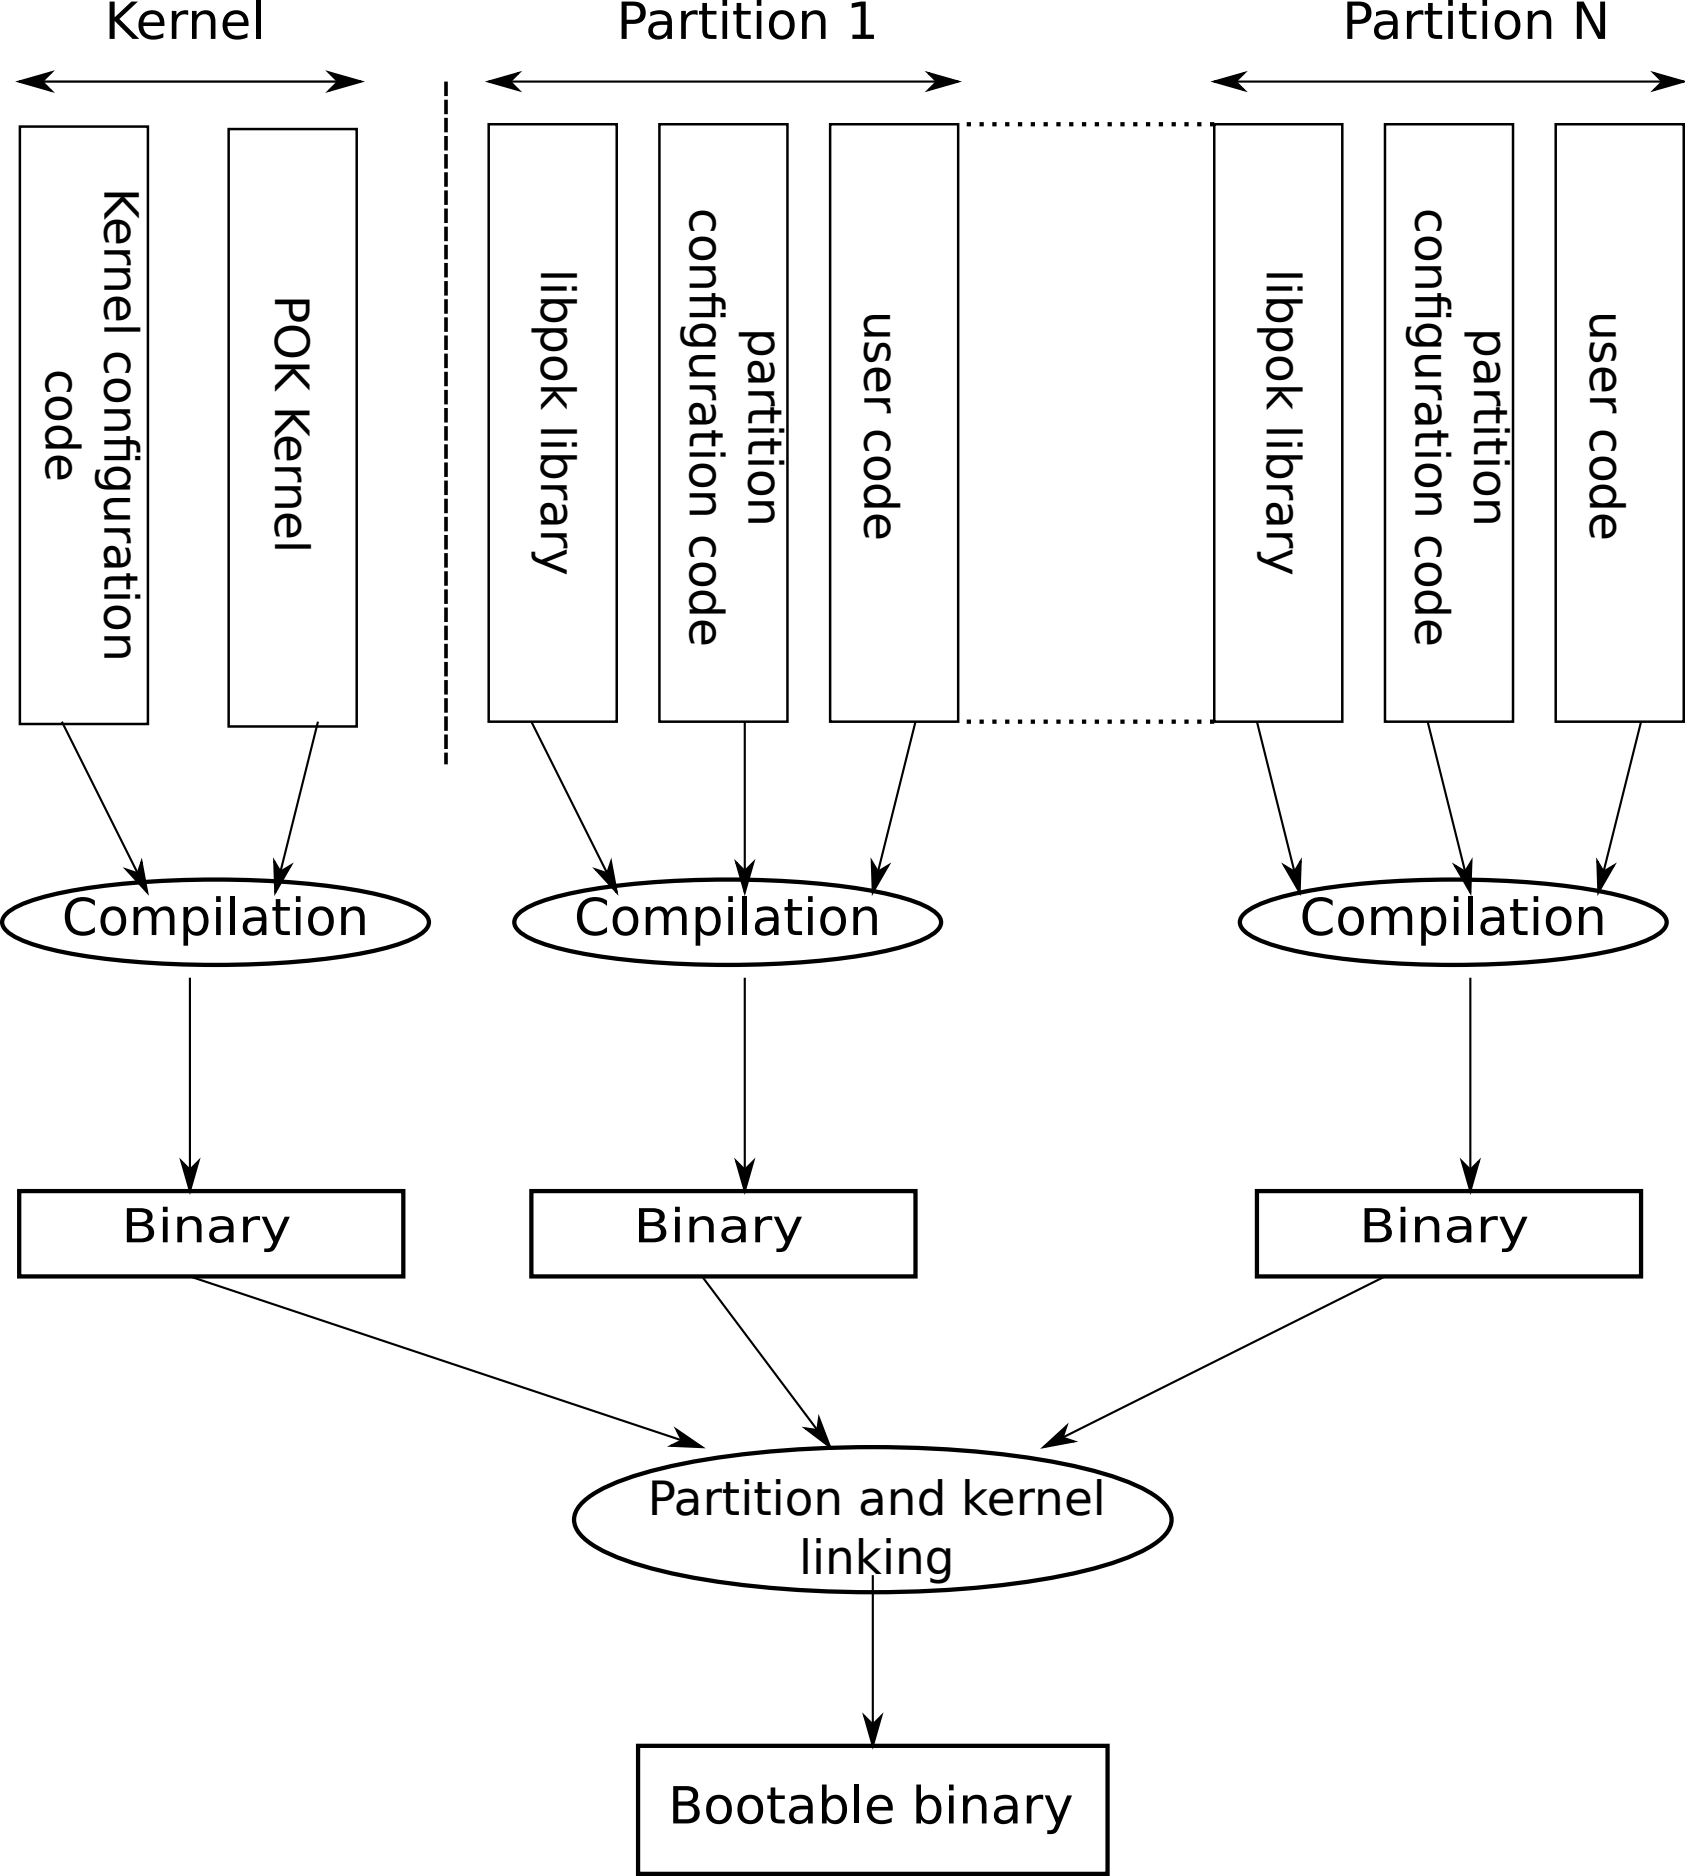 Kernel
Partition 1
Partition N
Kernel configuration
code
POK Kernel
libpok library
partition
configuration code
user code
libpok library
partition
configuration code
user code
Compilation
Compilation
Compilation
Binary
Binary
Binary
Partition and kernel
linking
Bootable binary